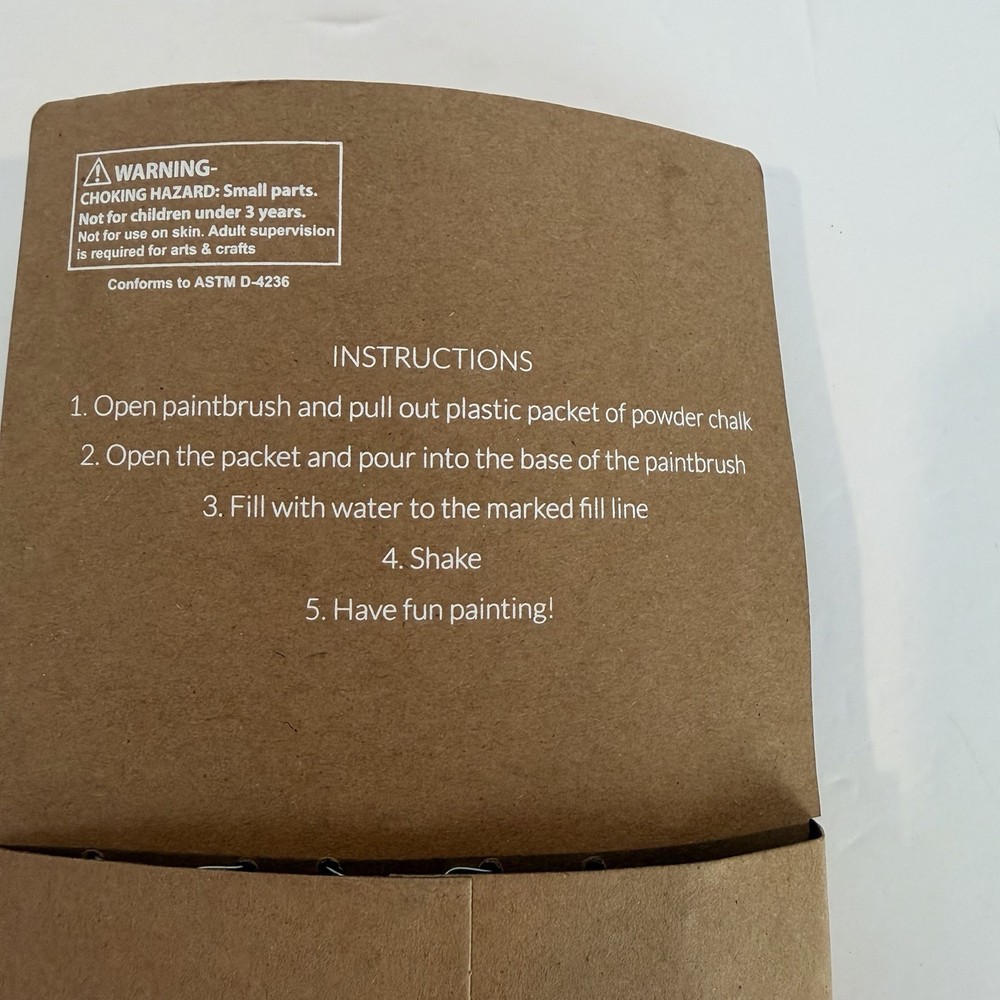 WARNING-
CHOKING HAZARD: Small parts.
Not for children under 3 years.
Not for use on skin. Adult supervision
is required for arts & crafts
Conforms to ASTM D-4236
INSTRUCTIONS
1. Open paintbrush and pull out plastic packet of powder chalk
2. Open the packet and pour into the base of the paintbrush
3. Fill with water to the marked fill line
4. Shake
5. Have fun painting!